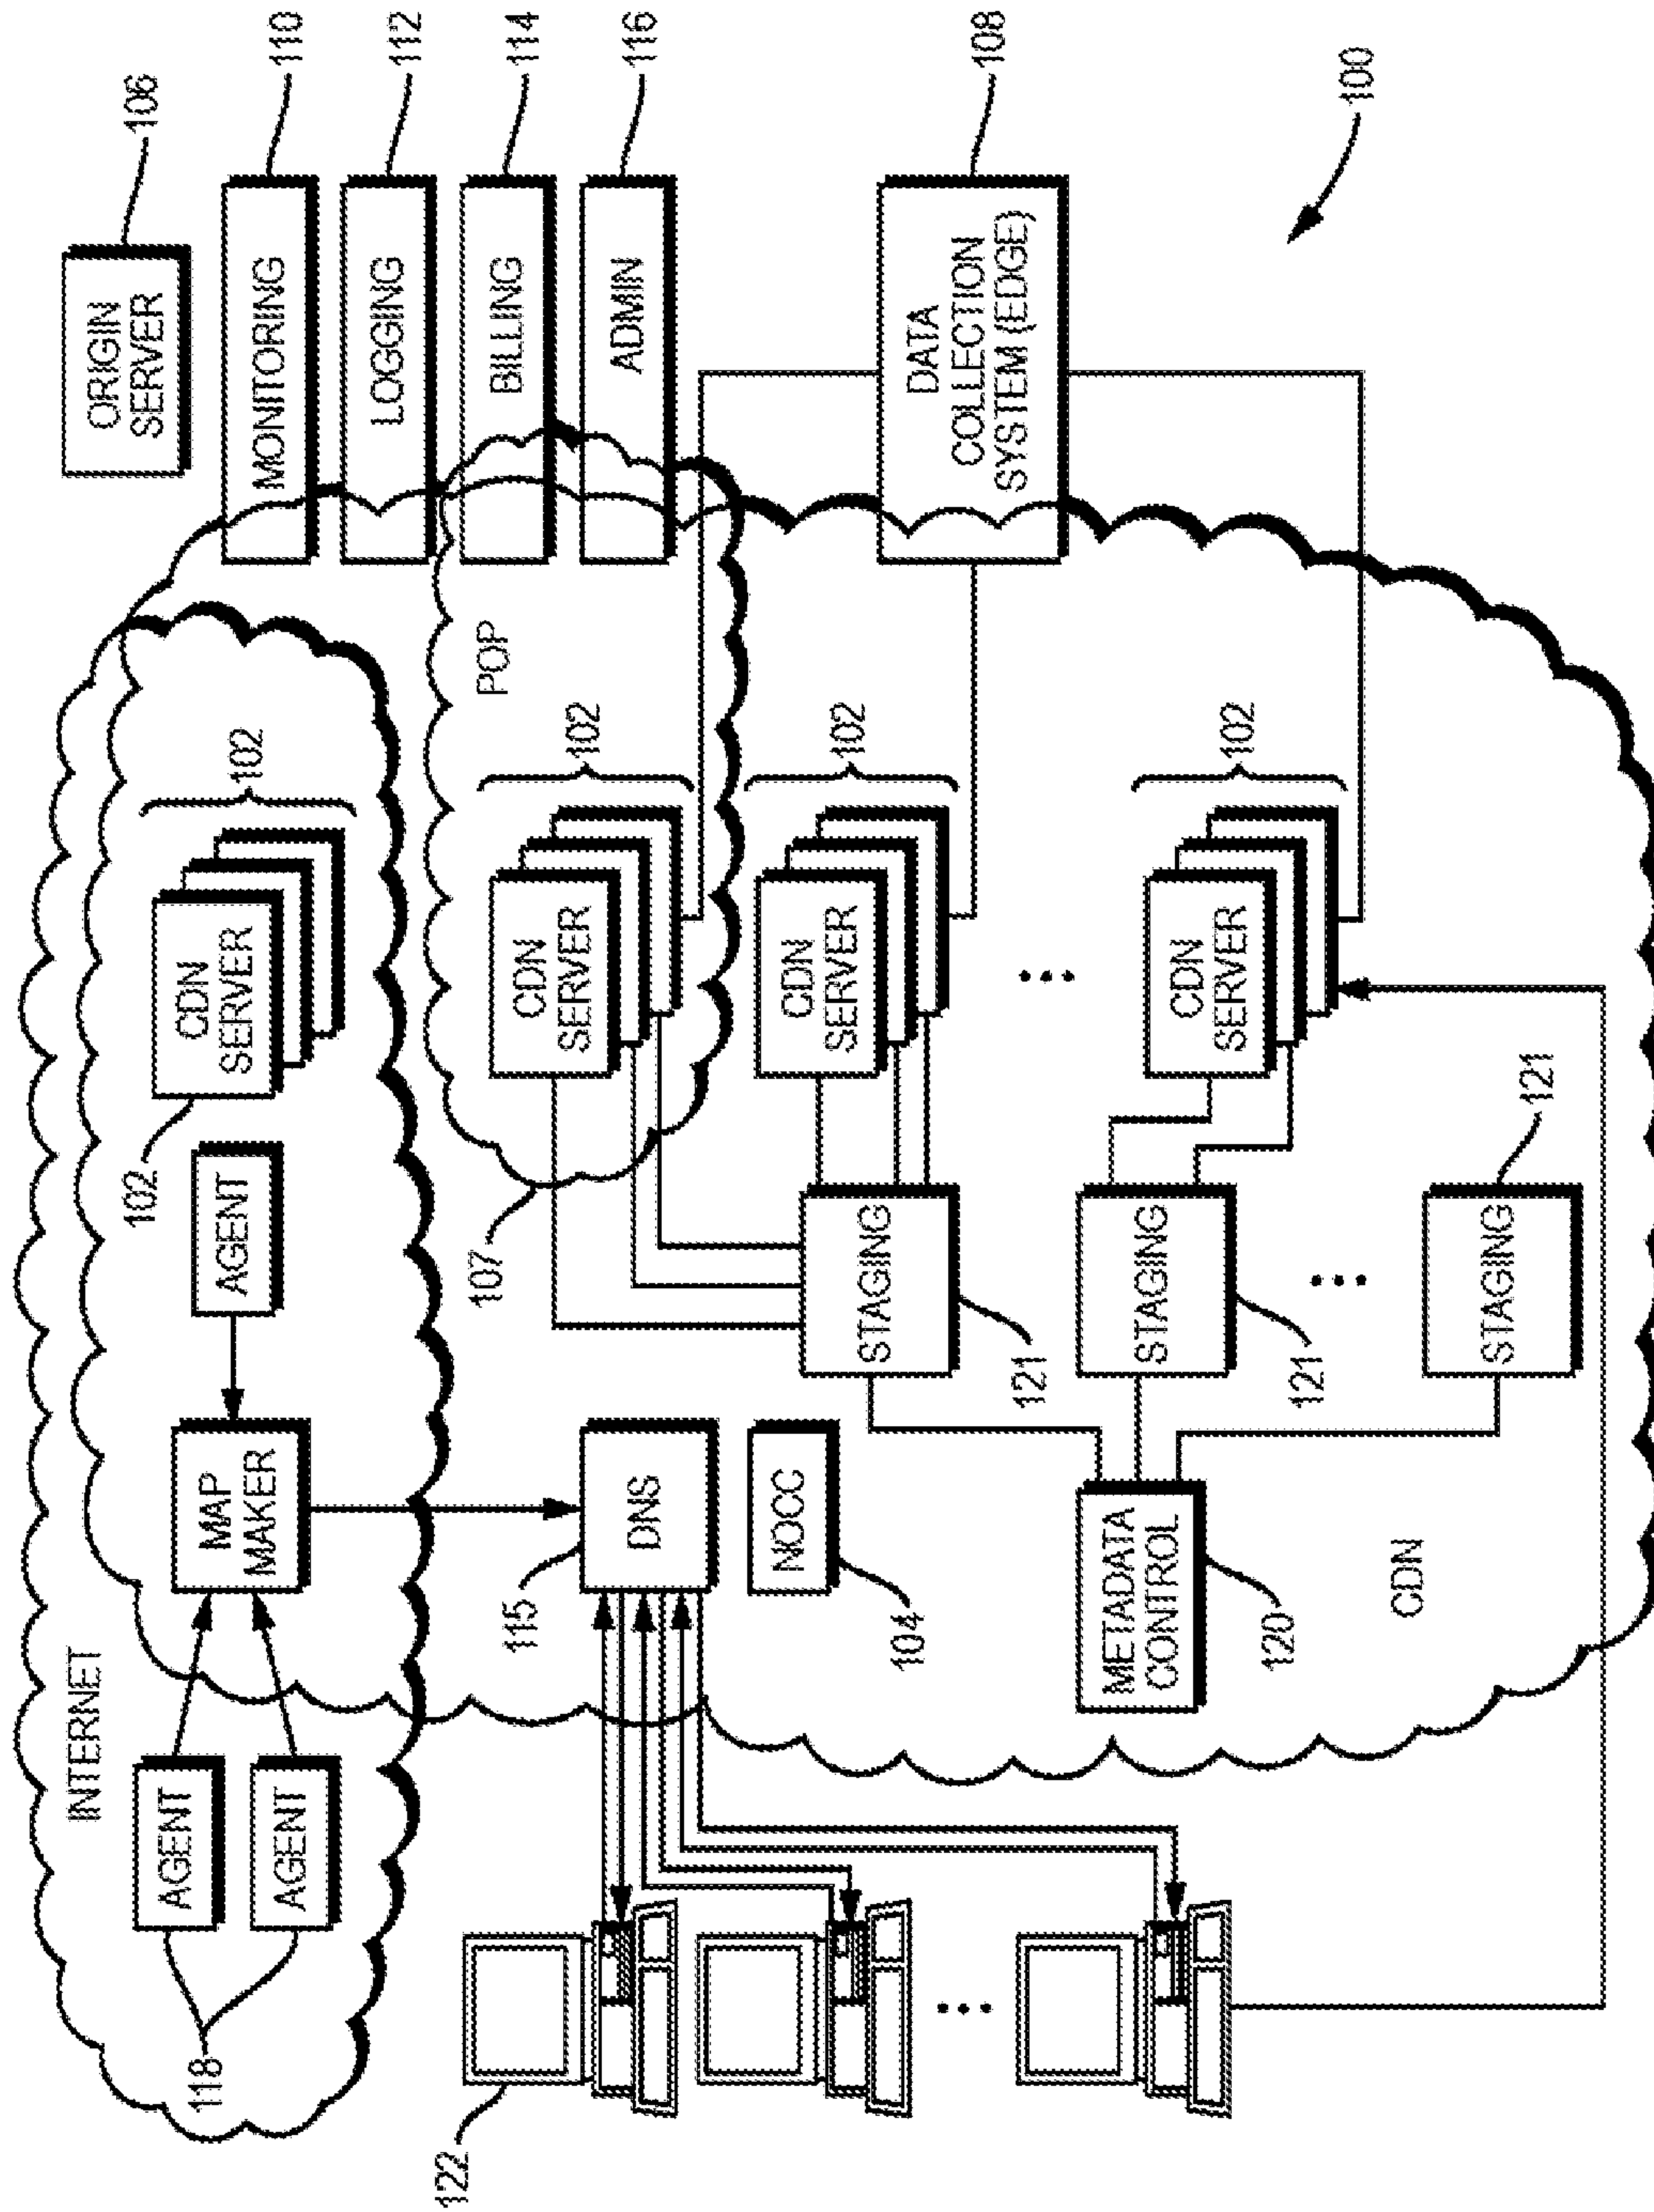 INTERNET
118
AGENT
AGENT
MAP
MAKER
AGENT
102
CDN
SERVER
102
ORIGIN
SERVER
106
MONITORING
110
LOGGING
112
BILLING
114
ADMIN
116
122
115
DNS
NOCC
104
107
POP
CDN
SERVER
102
CDN
SERVER
102
CDN
SERVER
102
STAGING
121
STAGING
121
STAGING
121
METADATA
CONTROL
120
CDN
DATA
COLLECTION
SYSTEM (EDGE)
108
100